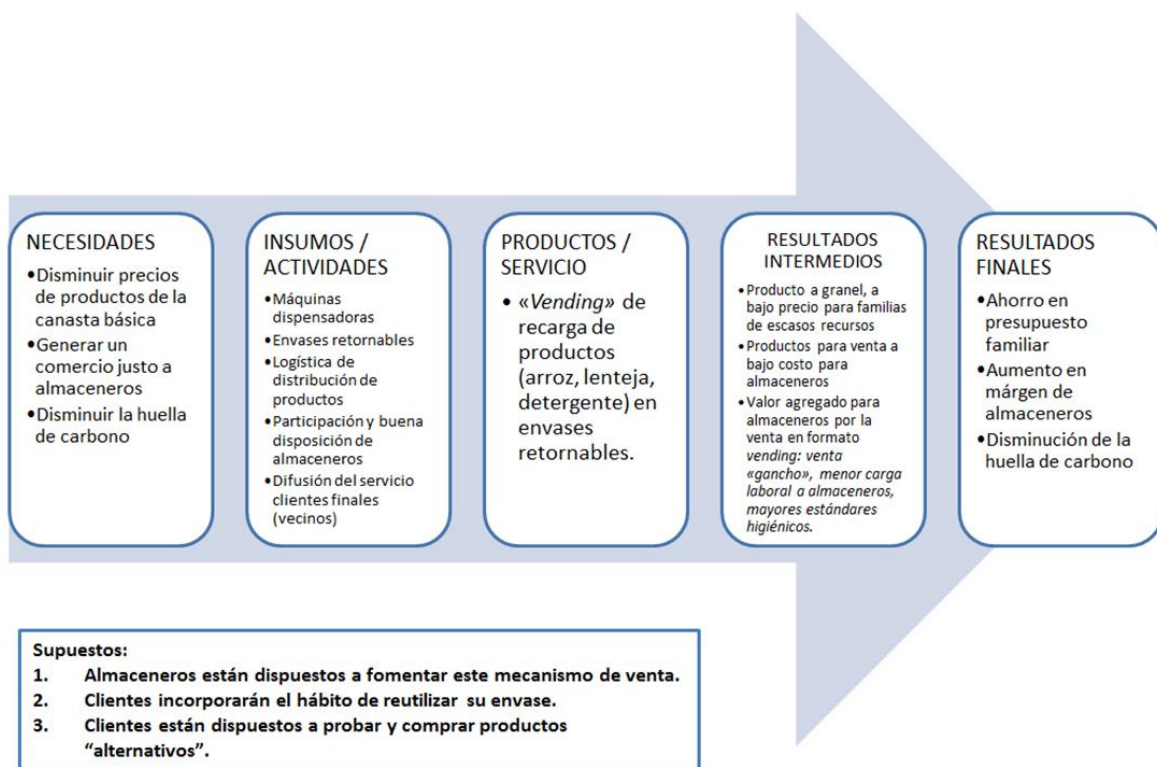 NECESIDADES
•Disminuir precios
de productos de la
canasta básica
•Generar un
comercio justo a
almaceneros
•Disminuir la huella
de carbono
INSUMOS /
ACTIVIDADES
•Máquinas
dispensadoras
•Envases retornables
•Logística de
distribución de
productos
•Participación y buena
disposición de
almaceneros
•Difusión del servicio
clientes finales
(vecinos)
PRODUCTOS /
SERVICIO
• «Vending» de
recarga de
productos
(arroz, lenteja,
detergente) en
envases
retornables.
RESULTADOS
INTERMEDIOS
•Producto a granel, a
bajo precio para familias
de escasos recursos
•Productos para venta a
bajo costo para
almaceneros
•Valor agregado para
almaceneros por la
venta en formato
vending: venta
«gancho», menor carga
laboral a almaceneros,
mayores estándares
higiénicos.
RESULTADOS
FINALES
•Ahorro en
presupuesto
familiar
•Aumento en
márgen de
almaceneros
•Disminución de la
huella de carbono
Supuestos:
1. Almaceneros están dispuestos a fomentar este mecanismo de venta.
2. Clientes incorporarán el hábito de reutilizar su envase.
3. Clientes están dispuestos a probar y comprar productos
“alternativos”.